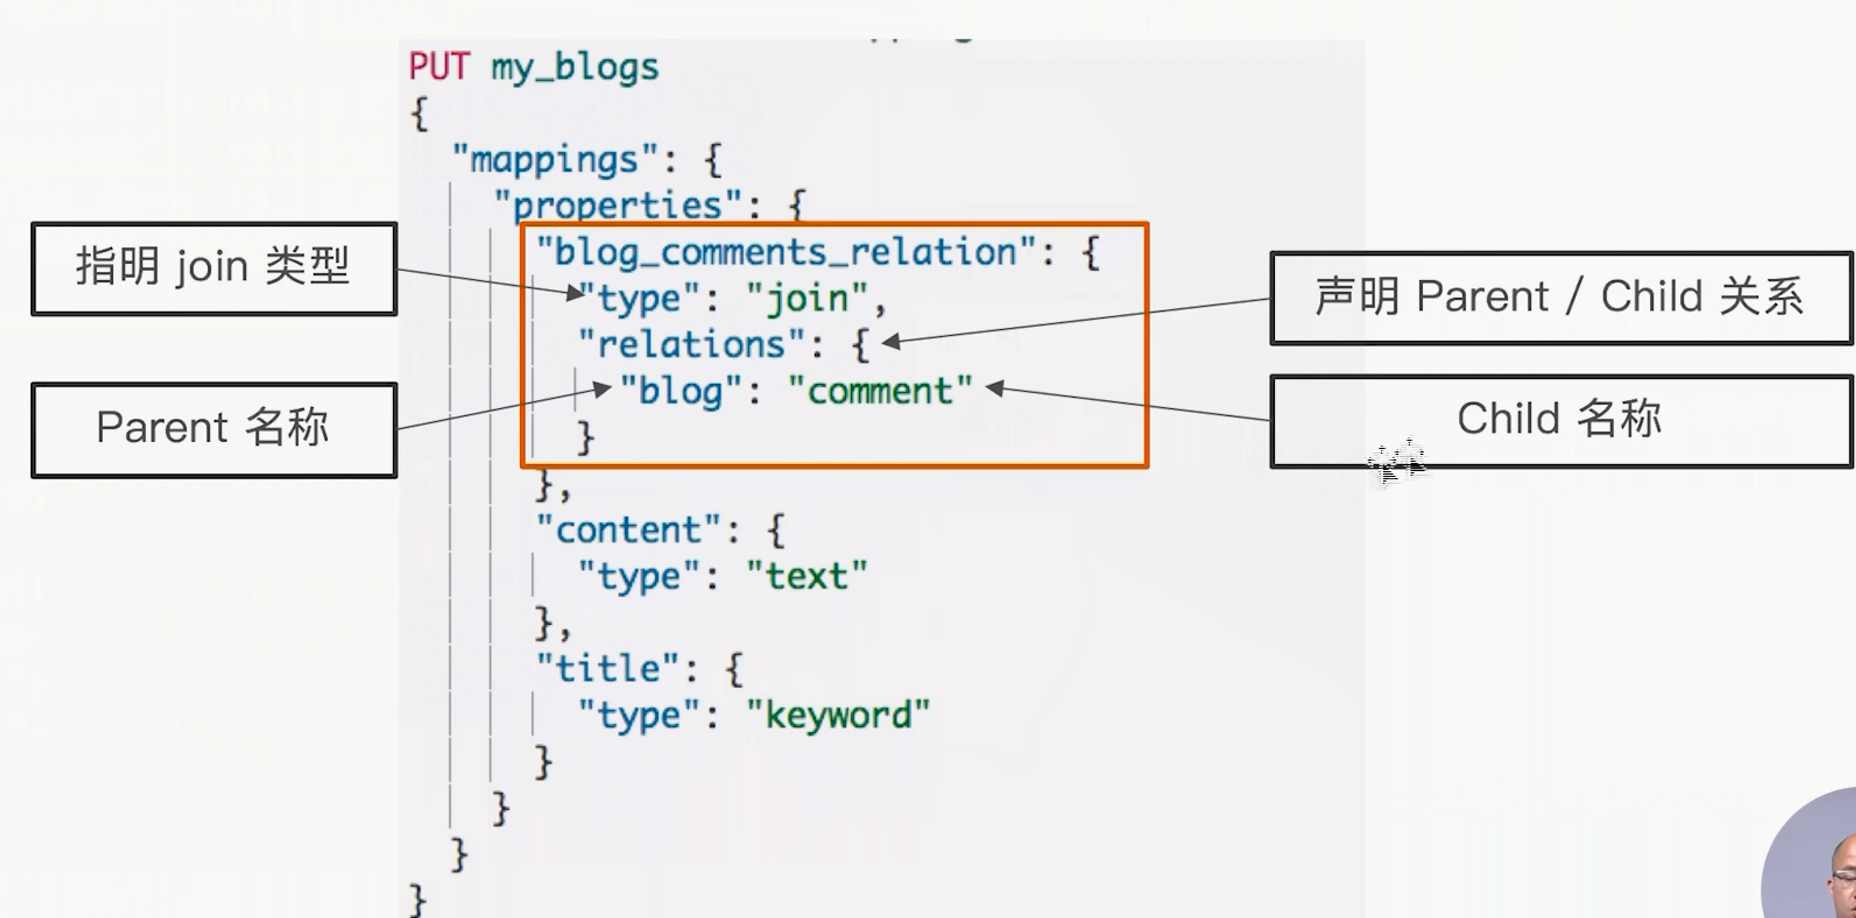 PUT my_blogs
{
"mappings": {
"properties": {
"blog_comments_relation": {
"type": "join",
"relations": {
"blog": "comment"
}
},
"content": {
"type": "text"
},
"title": {
"type": "keyword"
}
}
}
}
指明 join 类型
Parent 名称
声明 Parent / Child 关系
Child 名称